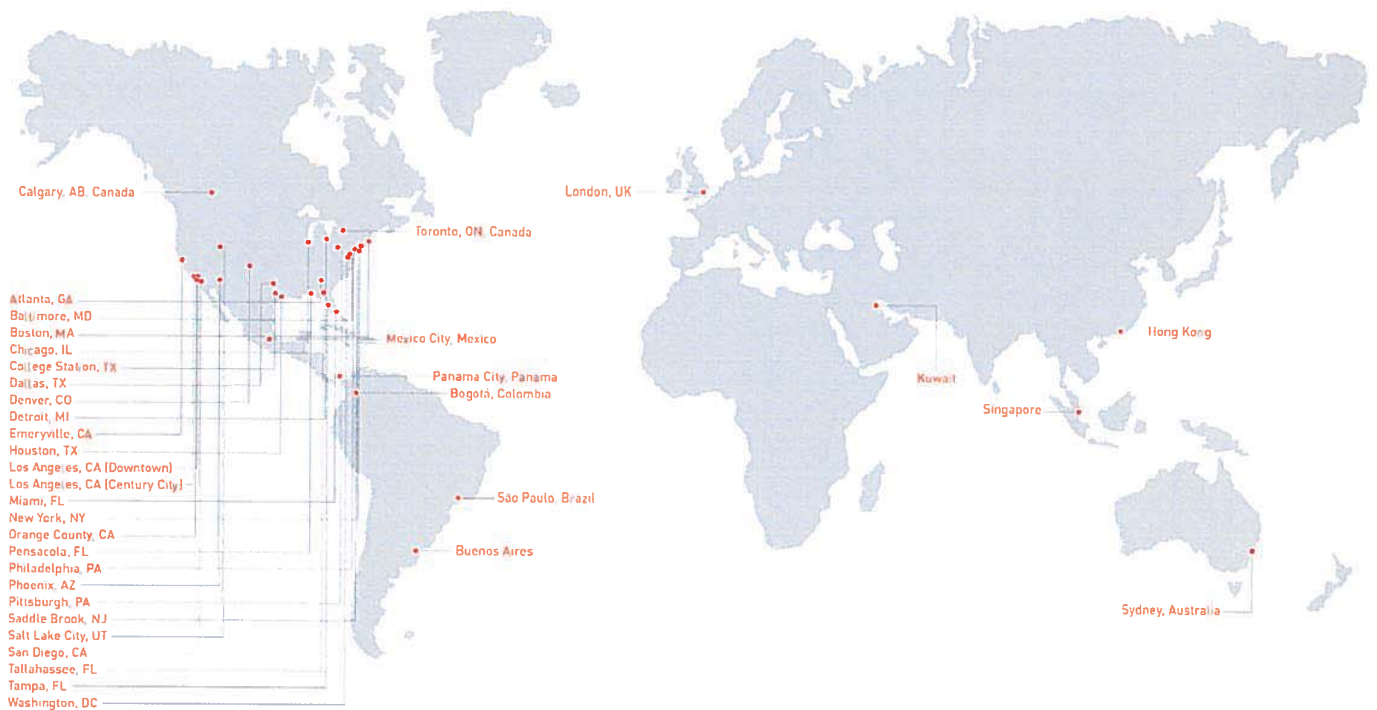 Calgary, AB, Canada
Toronto, ON, Canada
London, UK
Atlanta, GA
Baltimore, MD
Boston, MA
Chicago, IL
College Station, TX
Dallas, TX
Denver, CO
Detroit, MI
Emeryville, CA
Houston, TX
Los Angeles, CA (Downtown)
Los Angeles, CA (Century City)
Miami, FL
New York, NY
Orange County, CA
Pensacola, FL
Philadelphia, PA
Phoenix, AZ
Pittsburgh, PA
Saddle Brook, NJ
Salt Lake City, UT
San Diego, CA
Tallahassee, FL
Tampa, FL
Washington, DC
Mexico City, Mexico
Panama City, Panama
Bogotá, Colombia
São Paulo, Brazil
Buenos Aires
Kuwait
Hong Kong
Singapore
Sydney, Australia